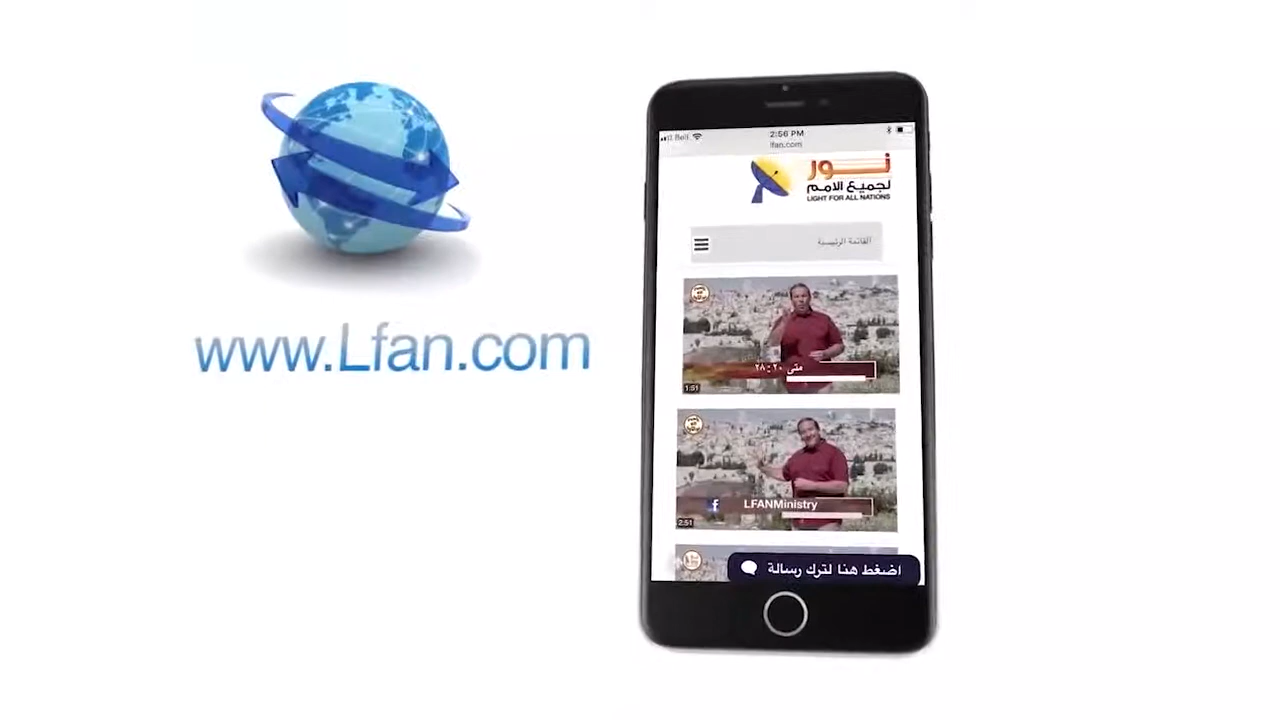 www.Lfan.com
Bell
2:56 PM
lfan.com
نور
لجميع الامم
LIGHT FOR ALL NATIONS
القائمة الرئيسية
متى ٢٠ : ٢٨
1:51
LFANMinistry
2:51
اضغط هنا لترك رسالة